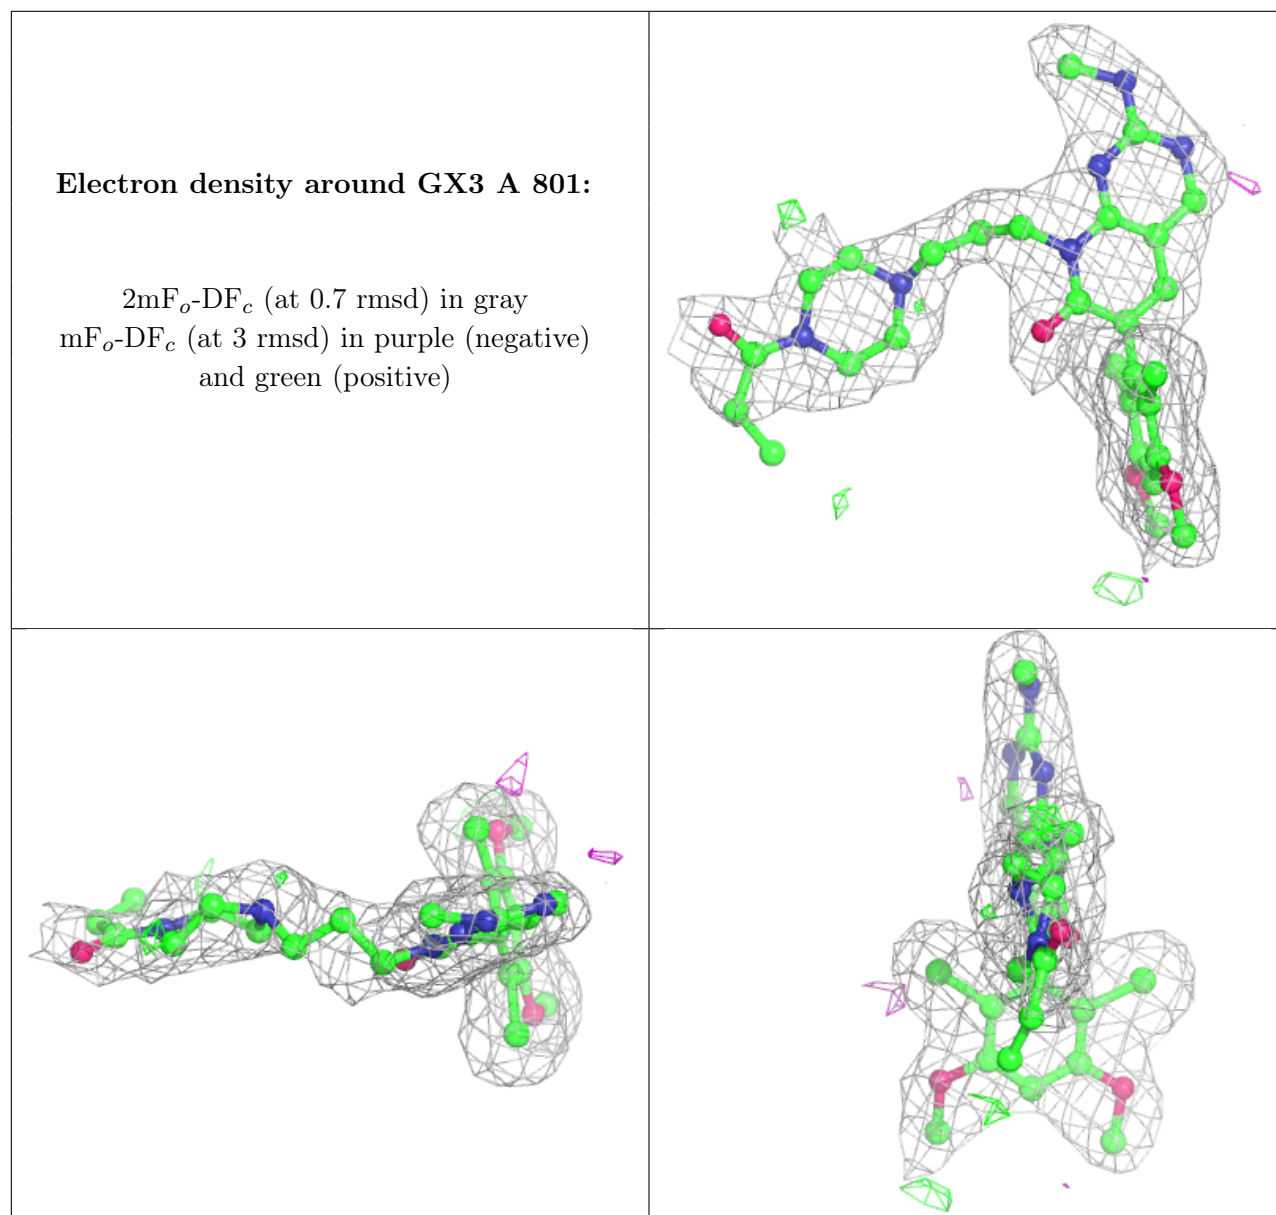 Electron density around GX3 A 801:
2mFo-DFc (at 0.7 rmsd) in gray
mFo-DFc (at 3 rmsd) in purple (negative)
and green (positive)